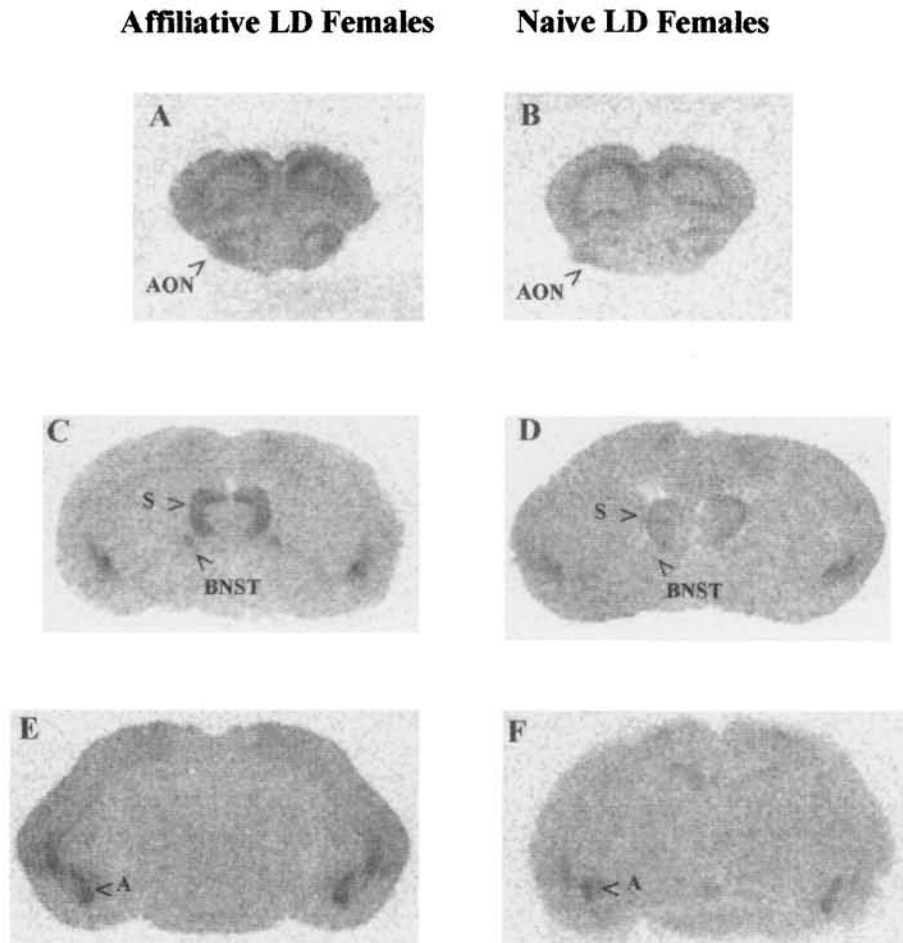 Affiliative LD Females Naive LD Females
A B
AON AON
C D
S > S >
BNST BNST
E F
< A < A